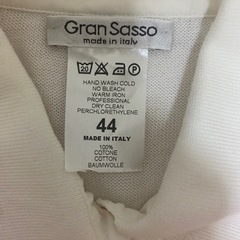 Gran Sasso
made in italy
20 P
HAND WASH COLD
NO BLEACH
WARM IRON
PROFESSIONAL
DRY CLEAN
PERCHLORETHYLENE
44
MADE IN ITALY
100%
COTONE
COTTON
BAUMWOLLE